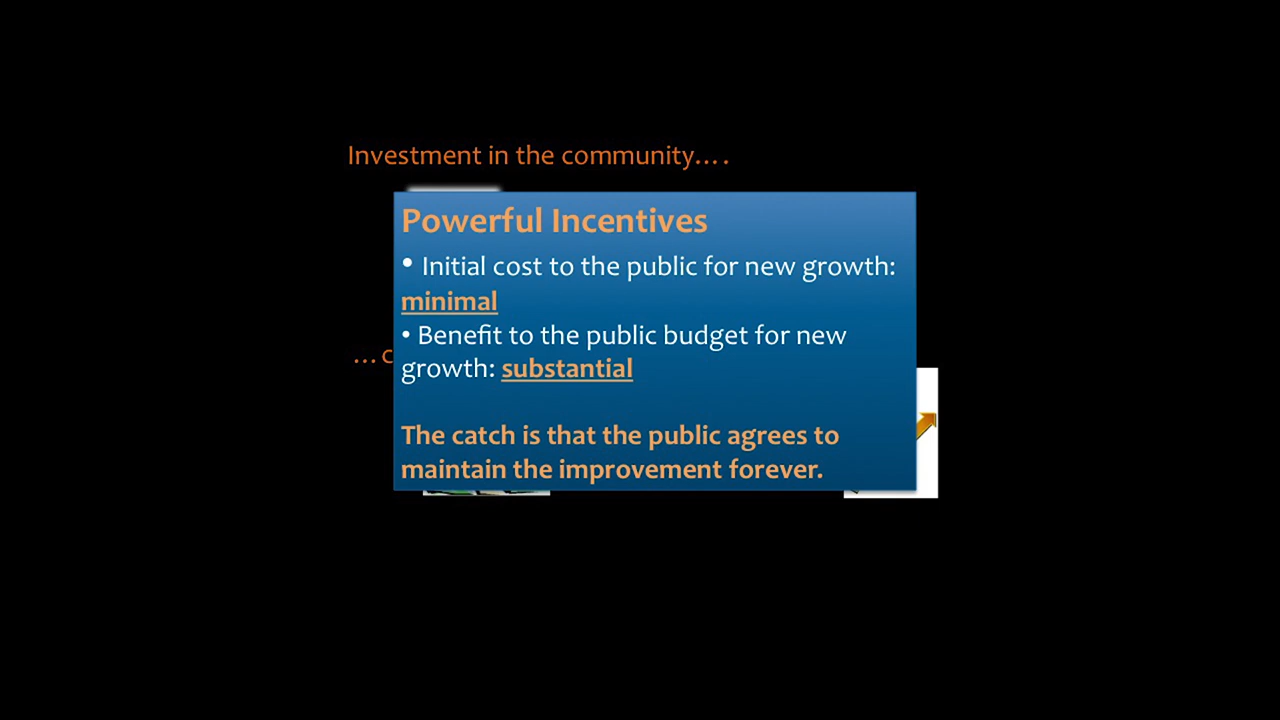 Investment in the community....
Powerful Incentives
• Initial cost to the public for new growth:
minimal
• Benefit to the public budget for new
growth: substantial
...c
The catch is that the public agrees to
maintain the improvement forever.